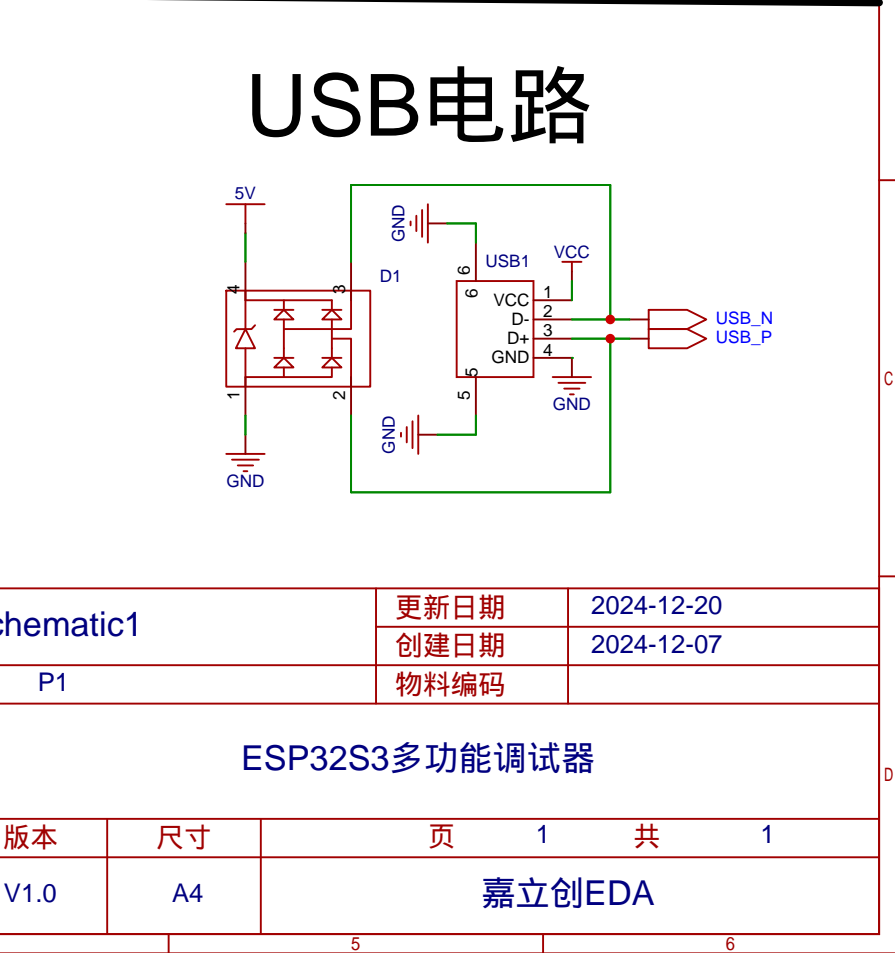 USB电路
5V
GND
6
USB1
VCC
D1
4
3
6
VCC
1
D-
2
USB_N
D+
3
USB_P
GND
4
C
1
2
5
5
GND
GND
GND
chematic1
更新日期
2024-12-20
创建日期
2024-12-07
P1
物料编码
ESP32S3多功能调试器
D
版本
尺寸
页 1 共 1
V1.0
A4
嘉立创EDA
5
6